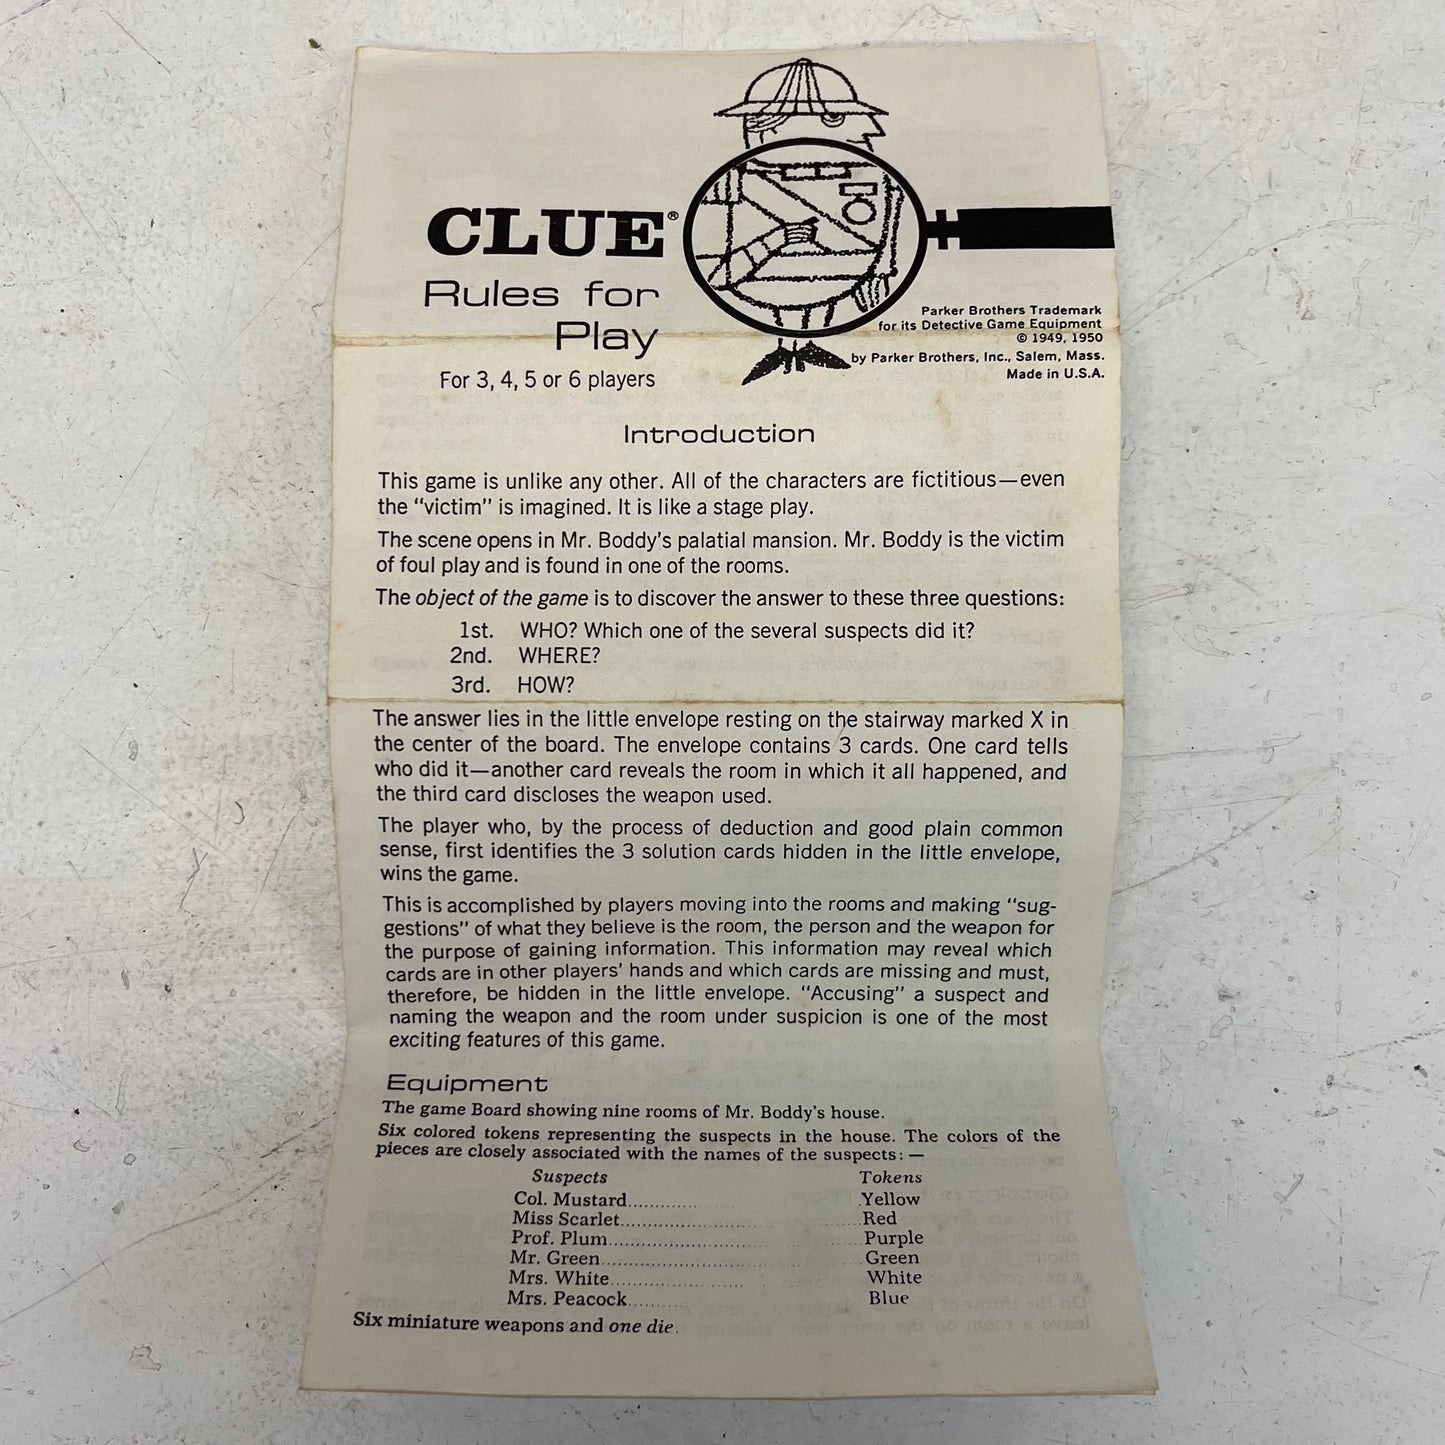 CLUE®
Rules for
Play
For 3, 4, 5 or 6 players
Parker Brothers Trademark
for its Detective Game Equipment
© 1949, 1950
by Parker Brothers, Inc., Salem, Mass.
Made in U.S.A.
Introduction
This game is unlike any other. All of the characters are fictitious—even
the "victim" is imagined. It is like a stage play.
The scene opens in Mr. Boddy's palatial mansion. Mr. Boddy is the victim
of foul play and is found in one of the rooms.
The object of the game is to discover the answer to these three questions:
1st. WHO? Which one of the several suspects did it?
2nd. WHERE?
3rd. HOW?
The answer lies in the little envelope resting on the stairway marked X in
the center of the board. The envelope contains 3 cards. One card tells
who did it—another card reveals the room in which it all happened, and
the third card discloses the weapon used.
The player who, by the process of deduction and good plain common
sense, first identifies the 3 solution cards hidden in the little envelope,
wins the game.
This is accomplished by players moving into the rooms and making "sug-
gestions" of what they believe is the room, the person and the weapon for
the purpose of gaining information. This information may reveal which
cards are in other players' hands and which cards are missing and must,
therefore, be hidden in the little envelope. "Accusing" a suspect and
naming the weapon and the room under suspicion is one of the most
exciting features of this game.
Equipment
The game Board showing nine rooms of Mr. Boddy's house.
Six colored tokens representing the suspects in the house. The colors of the
pieces are closely associated with the names of the suspects: —
Suspects Tokens
Col. Mustard Yellow
Miss Scarlet Red
Prof. Plum Purple
Mr. Green Green
Mrs. White White
Mrs. Peacock Blue
Six miniature weapons and one die.